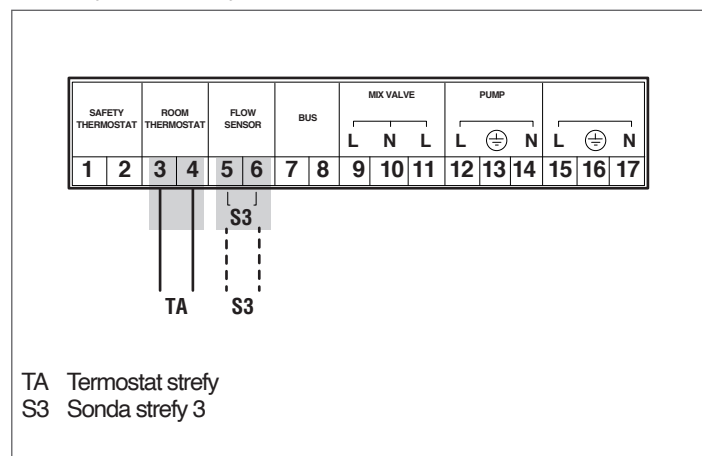 MIX VALVE PUMP
SAFETY ROOM FLOW BUS
THERMOSTAT THERMOSTAT SENSOR
L N L L N L N
1 2 3 4 5 6 7 8 9 10 11 12 13 14 15 16 17
S3
TA S3
TA Termostat strefy
S3 Sonda strefy 3